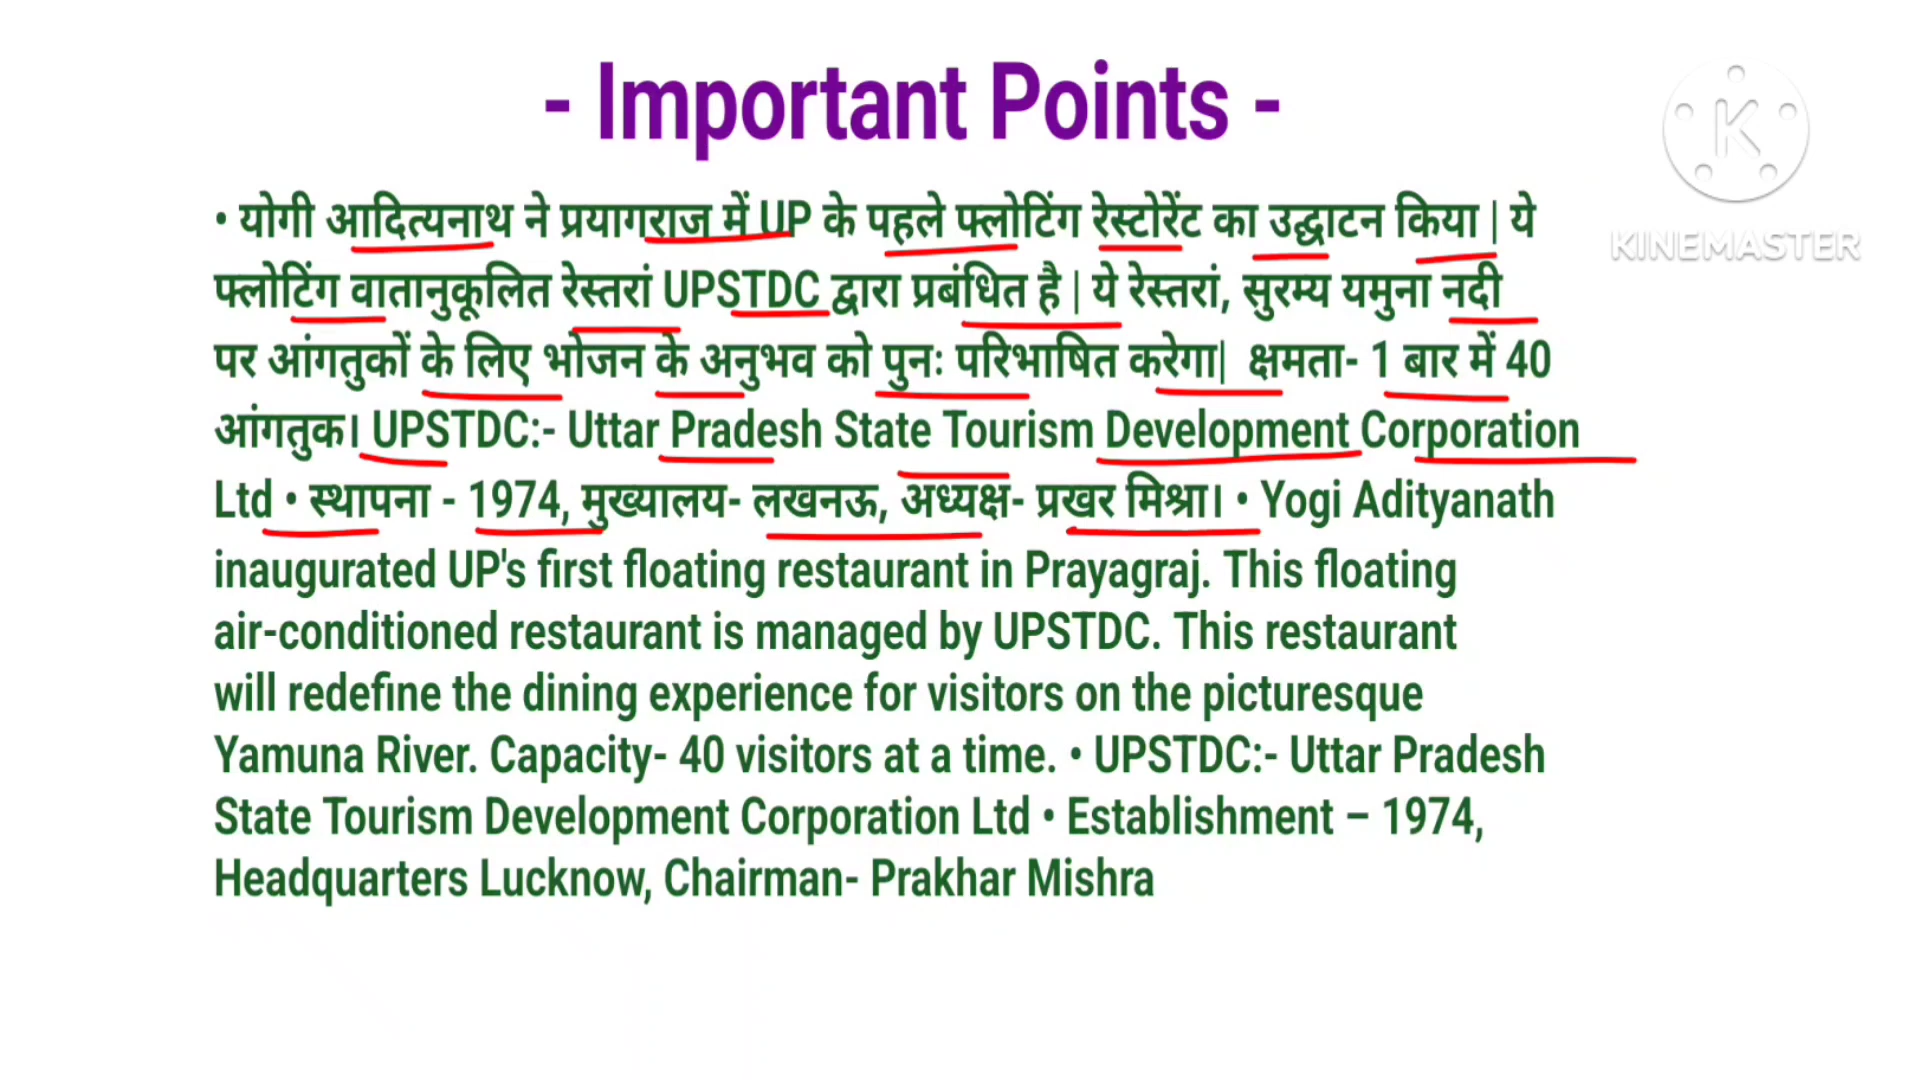 - Important Points -
K
KINEMASTER
• योगी आदित्यनाथ ने प्रयागराज में UP के पहले फ्लोटिंग रेस्टोरेंट का उद्घाटन किया | ये
फ्लोटिंग वातानुकूलित रेस्तरां UPSTDC द्वारा प्रबंधित है | ये रेस्तरां, सुरम्य यमुना नदी
पर आंगतुकों के लिए भोजन के अनुभव को पुनः परिभाषित करेगा| क्षमता- 1 बार में 40
आंगतुक। UPSTDC:- Uttar Pradesh State Tourism Development Corporation
Ltd • स्थापना - 1974, मुख्यालय- लखनऊ, अध्यक्ष- प्रखर मिश्रा। • Yogi Adityanath
inaugurated UP's first floating restaurant in Prayagraj. This floating
air-conditioned restaurant is managed by UPSTDC. This restaurant
will redefine the dining experience for visitors on the picturesque
Yamuna River. Capacity- 40 visitors at a time. • UPSTDC:- Uttar Pradesh
State Tourism Development Corporation Ltd • Establishment – 1974,
Headquarters Lucknow, Chairman- Prakhar Mishra